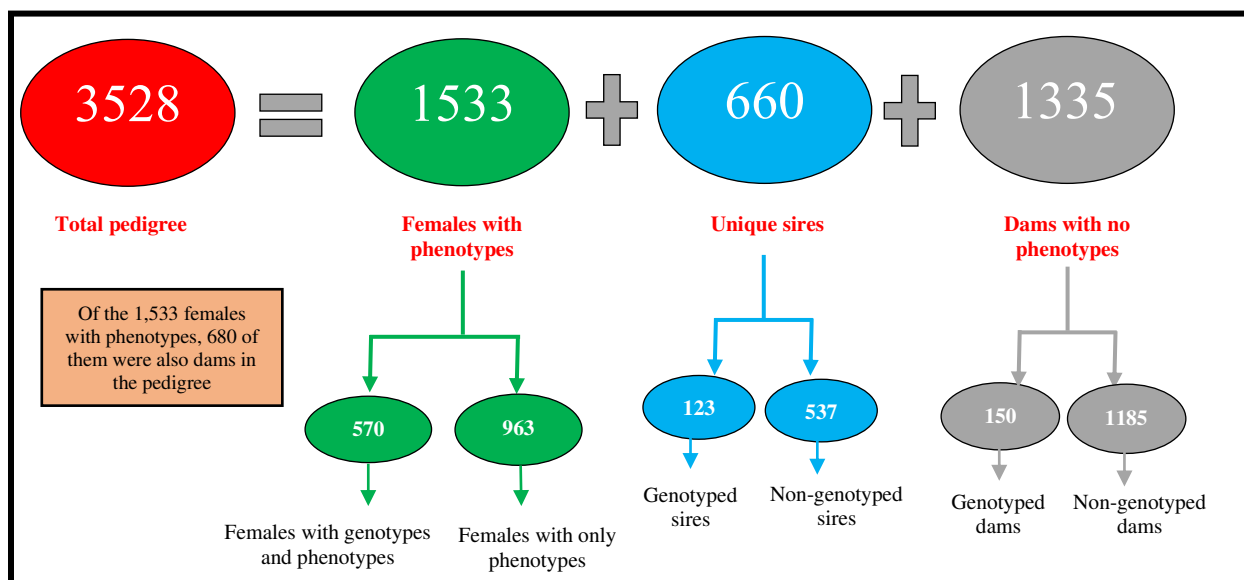 3528
1533
660
1335
Total pedigree
Females with
phenotypes
Unique sires
Dams with no
phenotypes
Of the 1,533 females
with phenotypes, 680 of
them were also dams in
the pedigree
570
963
123
537
150
1185
Females with genotypes
and phenotypes
Females with only
phenotypes
Genotyped
sires
Non-genotyped
sires
Genotyped
dams
Non-genotyped
dams